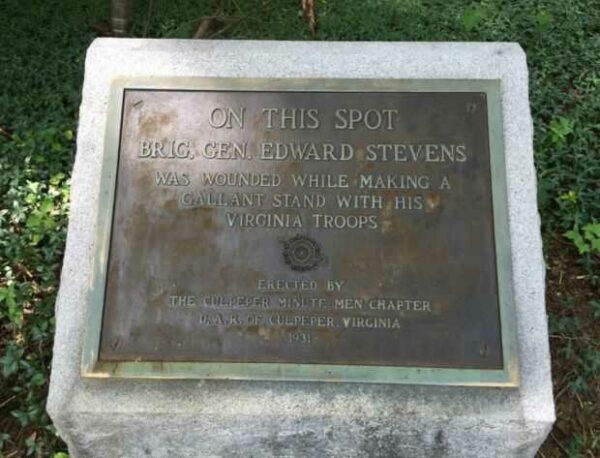 ON THIS SPOT
BRIG. GEN. EDWARD STEVENS
WAS WOUNDED WHILE MAKING A
GALLANT STAND WITH HIS
VIRGINIA TROOPS
ERECTED BY
THE CULPEPER MINUTE MEN CHAPTER
D.A.R. OF CULPEPER, VIRGINIA
1931